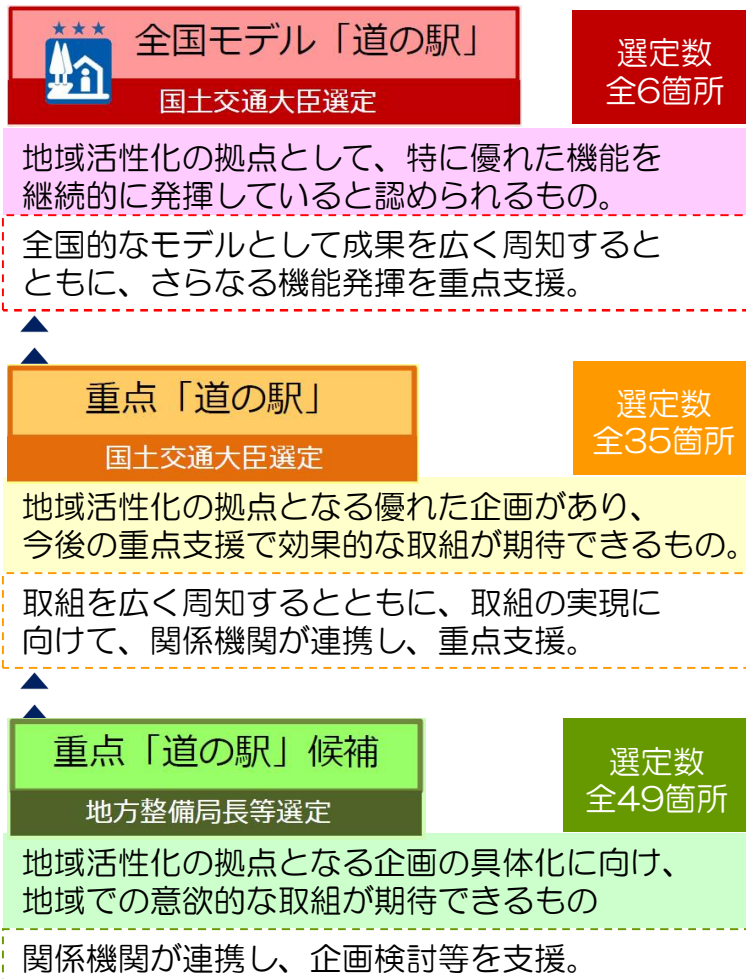 ★★★
全国モデル「道の駅」
国土交通大臣選定
選定数
全6箇所
地域活性化の拠点として、特に優れた機能を
継続的に発揮していると認められるもの。
全国的なモデルとして成果を広く周知すると
ともに、さらなる機能発揮を重点支援。
重点「道の駅」
国土交通大臣選定
選定数
全35箇所
地域活性化の拠点となる優れた企画があり、
今後の重点支援で効果的な取組が期待できるもの。
取組を広く周知するとともに、取組の実現に
向けて、関係機関が連携し、重点支援。
重点「道の駅」候補
地方整備局長等選定
選定数
全49箇所
地域活性化の拠点となる企画の具体化に向け、
地域での意欲的な取組が期待できるもの
関係機関が連携し、企画検討等を支援。